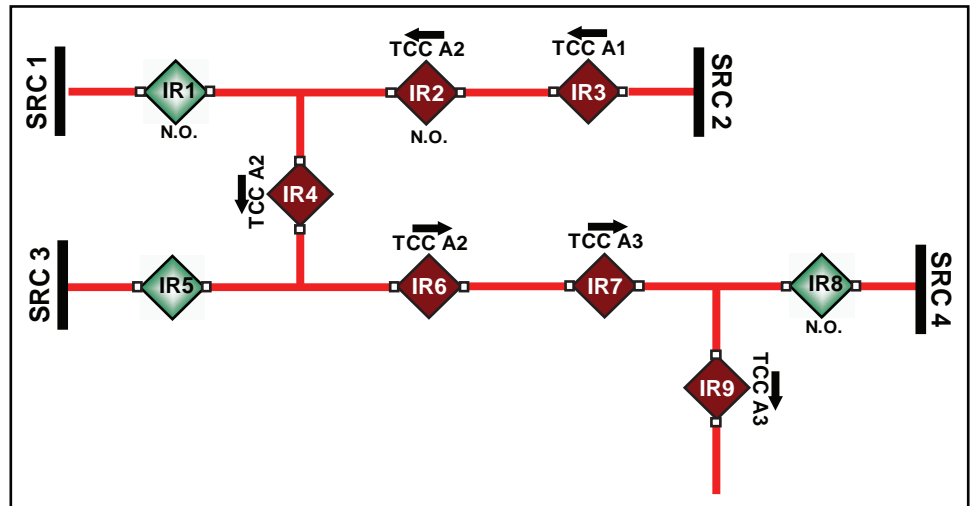 SRC 1
IR1
N.O.
TCC A2
IR2
N.O.
TCC A1
IR3
SRC 2
TCC A2
IR4
SRC 3
IR5
TCC A2
IR6
TCC A3
IR7
IR8
N.O.
SRC 4
IR9
TCC A3